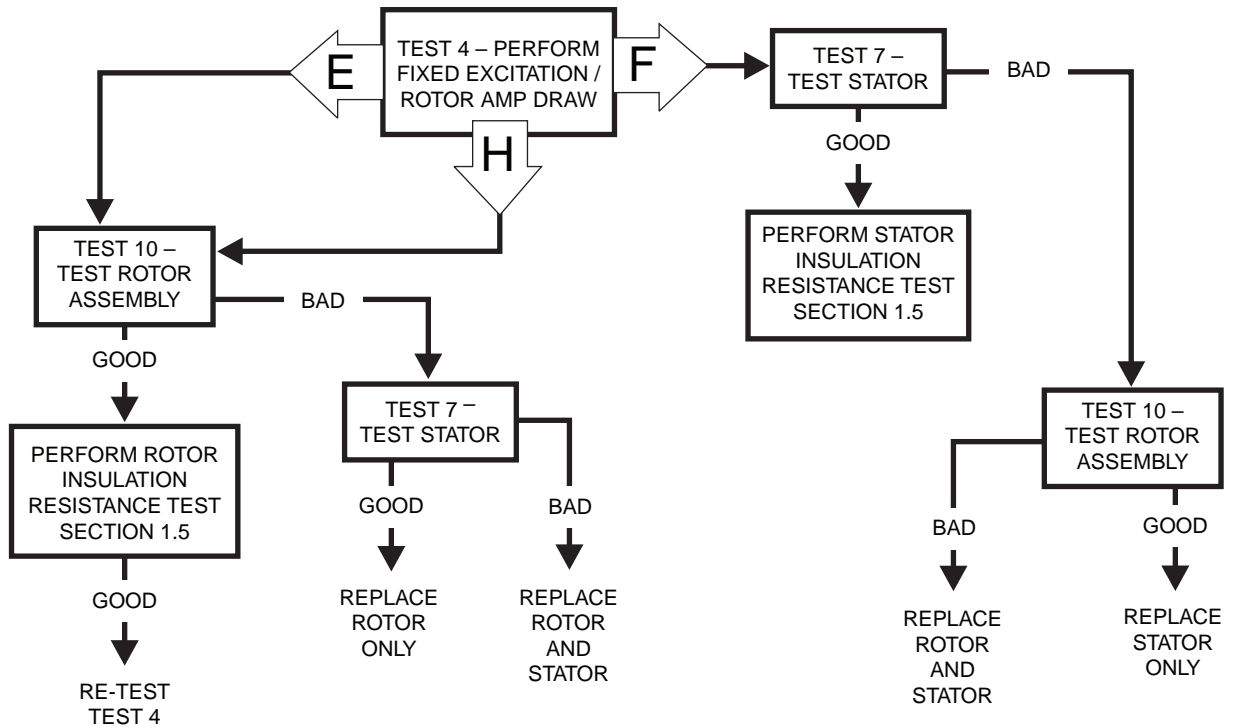 E
TEST 4 – PERFORM
FIXED EXCITATION /
ROTOR AMP DRAW
F
H
TEST 7 –
TEST STATOR
BAD
GOOD
PERFORM STATOR
INSULATION
RESISTANCE TEST
SECTION 1.5
TEST 10 –
TEST ROTOR
ASSEMBLY
BAD
GOOD
PERFORM ROTOR
INSULATION
RESISTANCE TEST
SECTION 1.5
GOOD
RE-TEST
TEST 4
TEST 7 –
TEST STATOR
GOOD
BAD
REPLACE
ROTOR
ONLY
REPLACE
ROTOR
AND
STATOR
TEST 10 –
TEST ROTOR
ASSEMBLY
BAD
GOOD
REPLACE
ROTOR
AND
STATOR
REPLACE
STATOR
ONLY